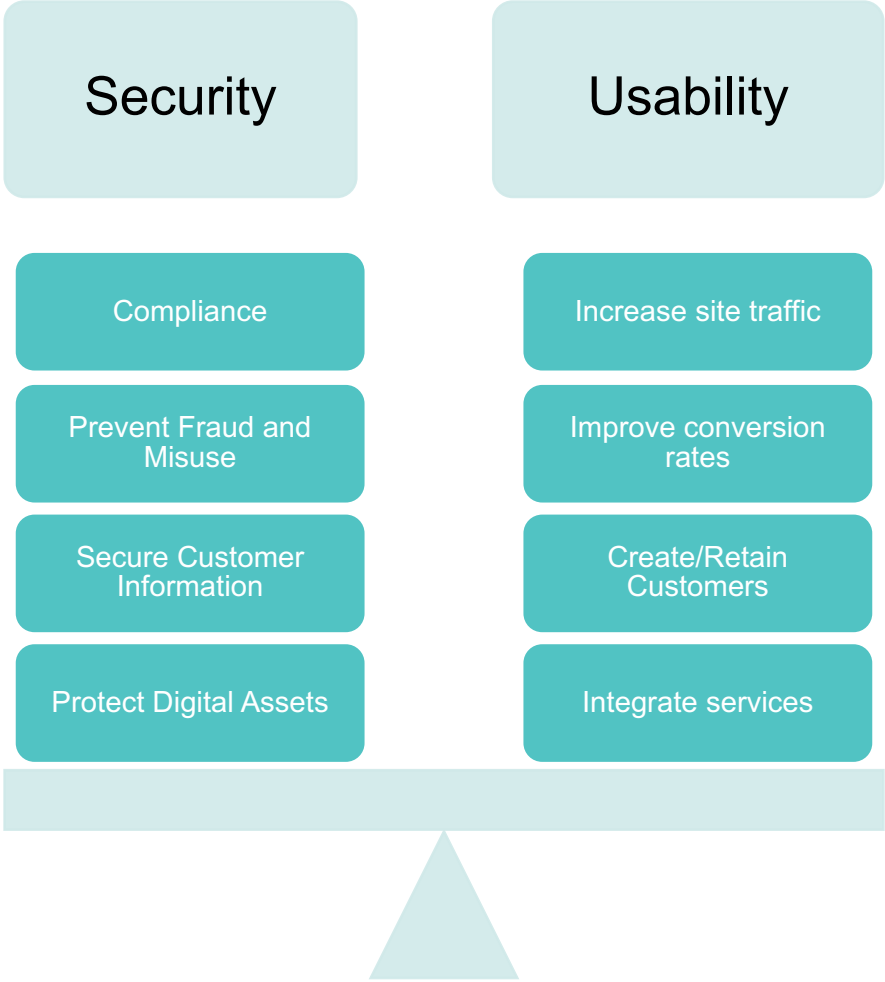 Security
Usability
Compliance
Prevent Fraud and
Misuse
Secure Customer
Information
Protect Digital Assets
Increase site traffic
Improve conversion
rates
Create/Retain
Customers
Integrate services